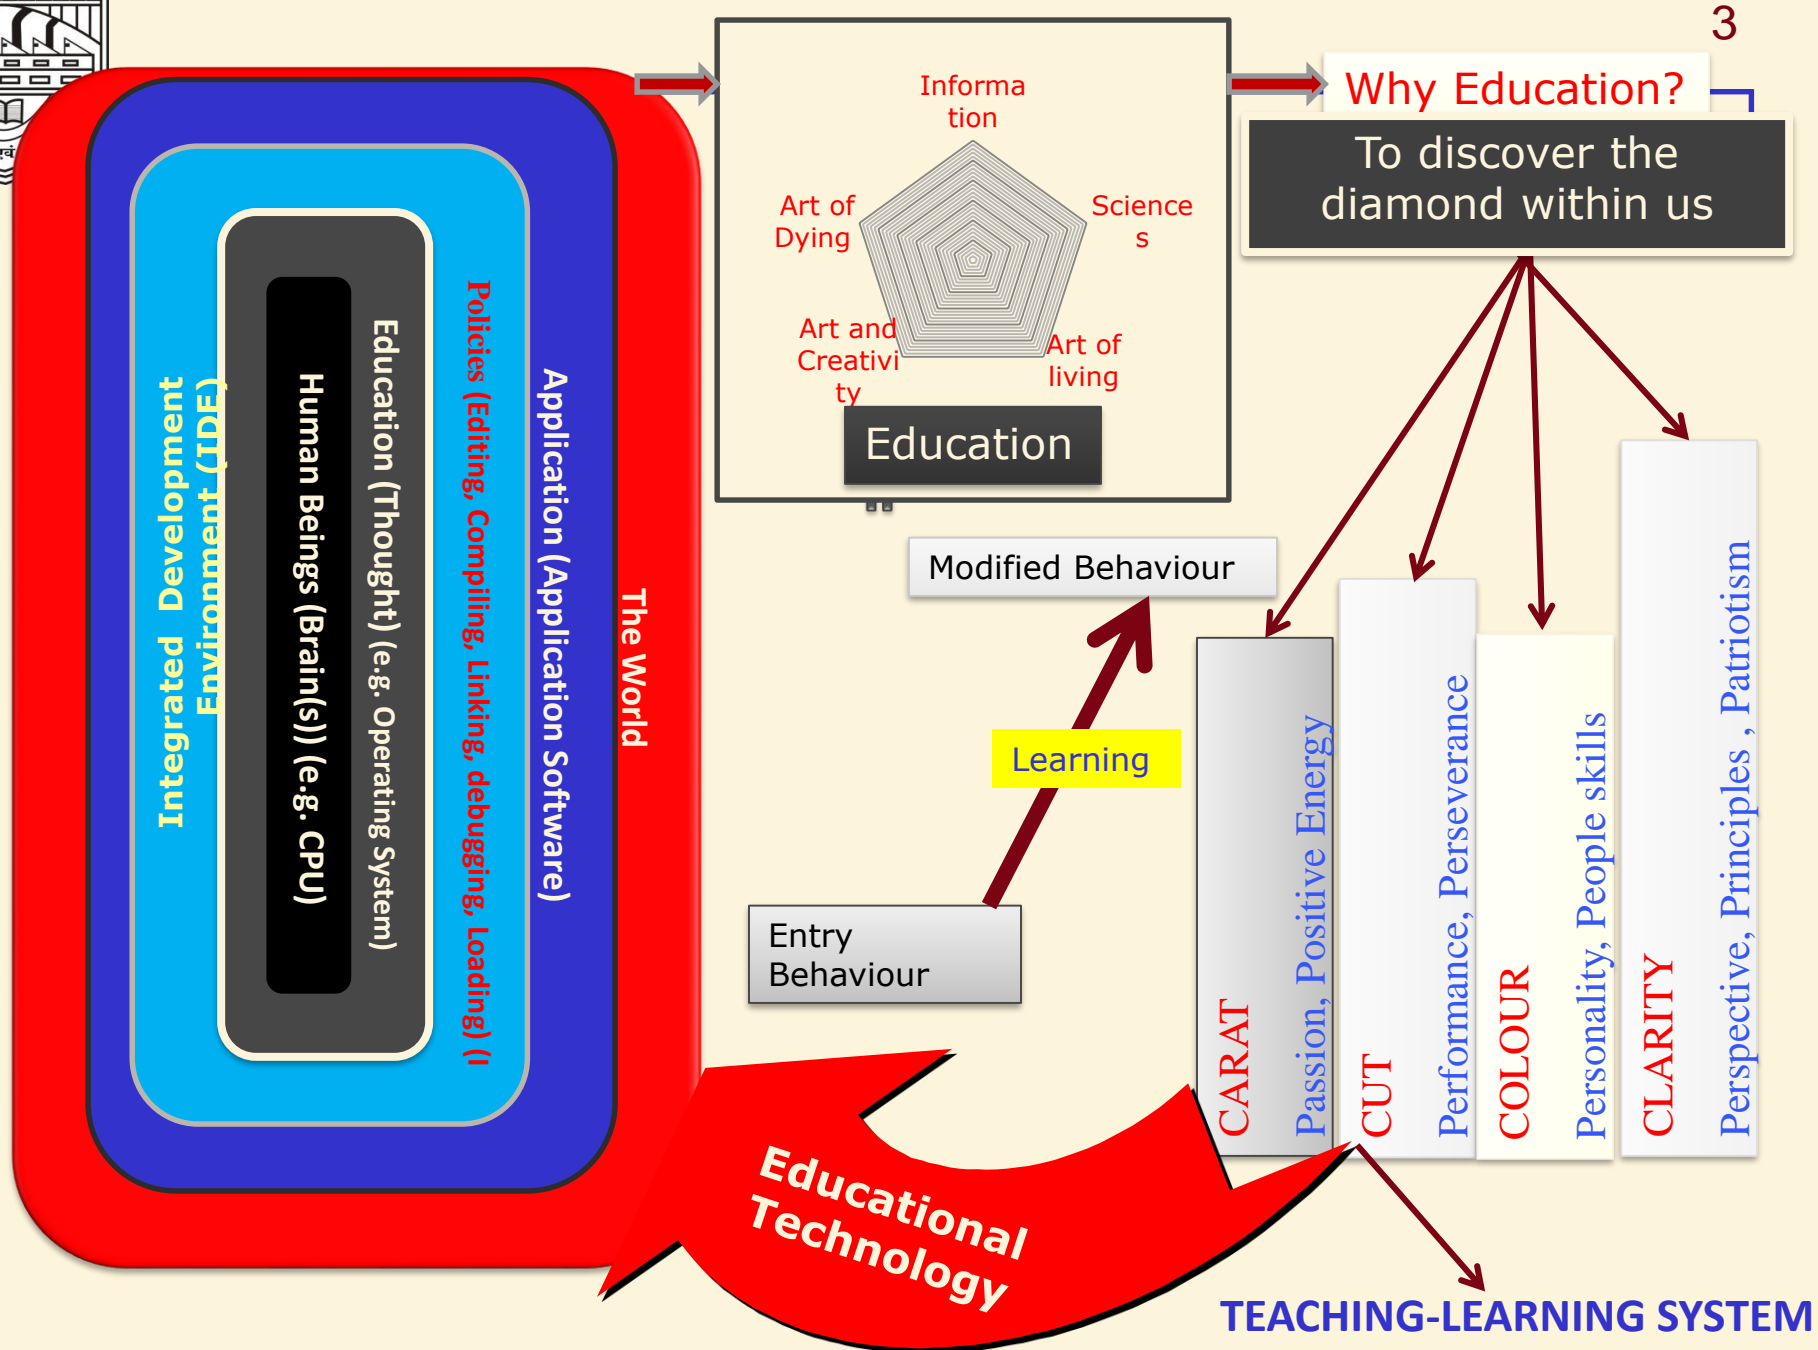 3
एवं
The World
Application (Application Software)
Policies (Editing, Compiling, Linking, debugging, Loading) (I
Education (Thought) (e.g. Operating System)
Human Beings (Brain(s)) (e.g. CPU)
Integrated Development
Environment (IDE)
Informa
tion
Science
s
Art of
living
Art and
Creativi
ty
Art of
Dying
Education
Why Education?
To discover the
diamond within us
Modified Behaviour
Learning
Entry
Behaviour
CARAT
Passion, Positive Energy
CUT
Performance, Perseverance
COLOUR
Personality, People skills
CLARITY
Perspective, Principles , Patriotism
Educational
Technology
TEACHING-LEARNING SYSTEM